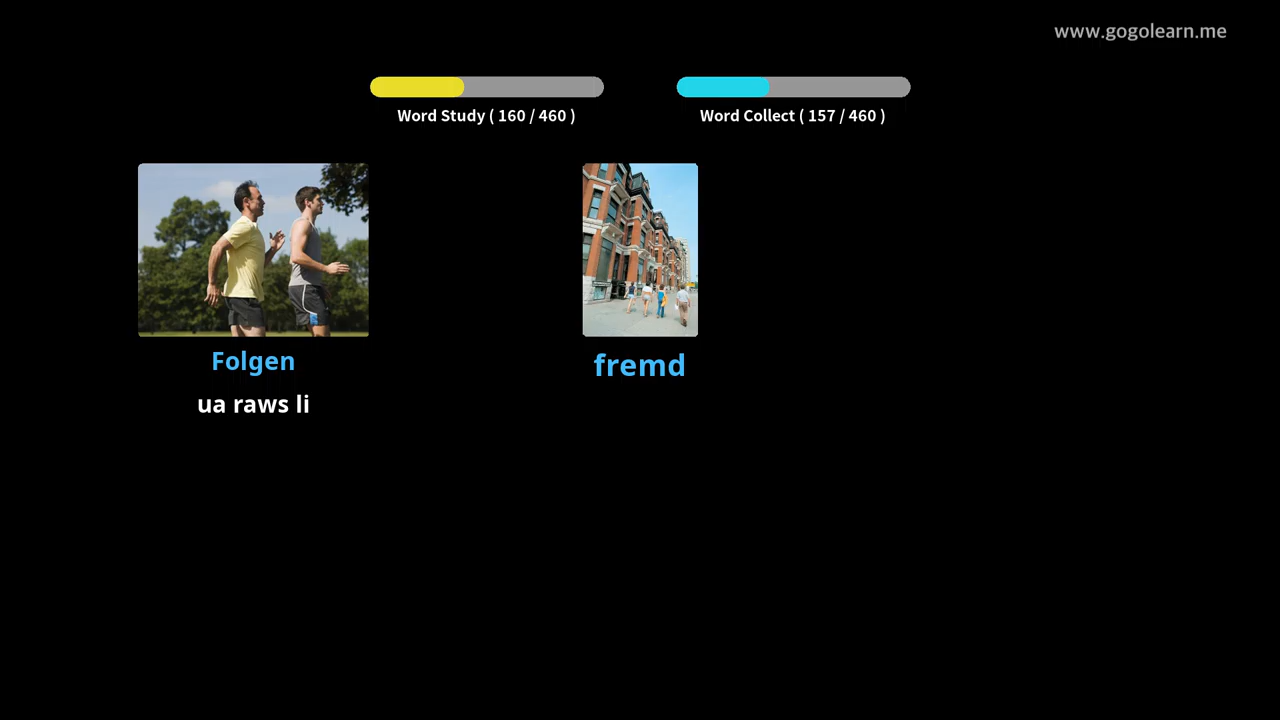 www.gogolearn.me
Word Study ( 160 / 460 )
Word Collect ( 157 / 460 )
Folgen
ua raws li
fremd